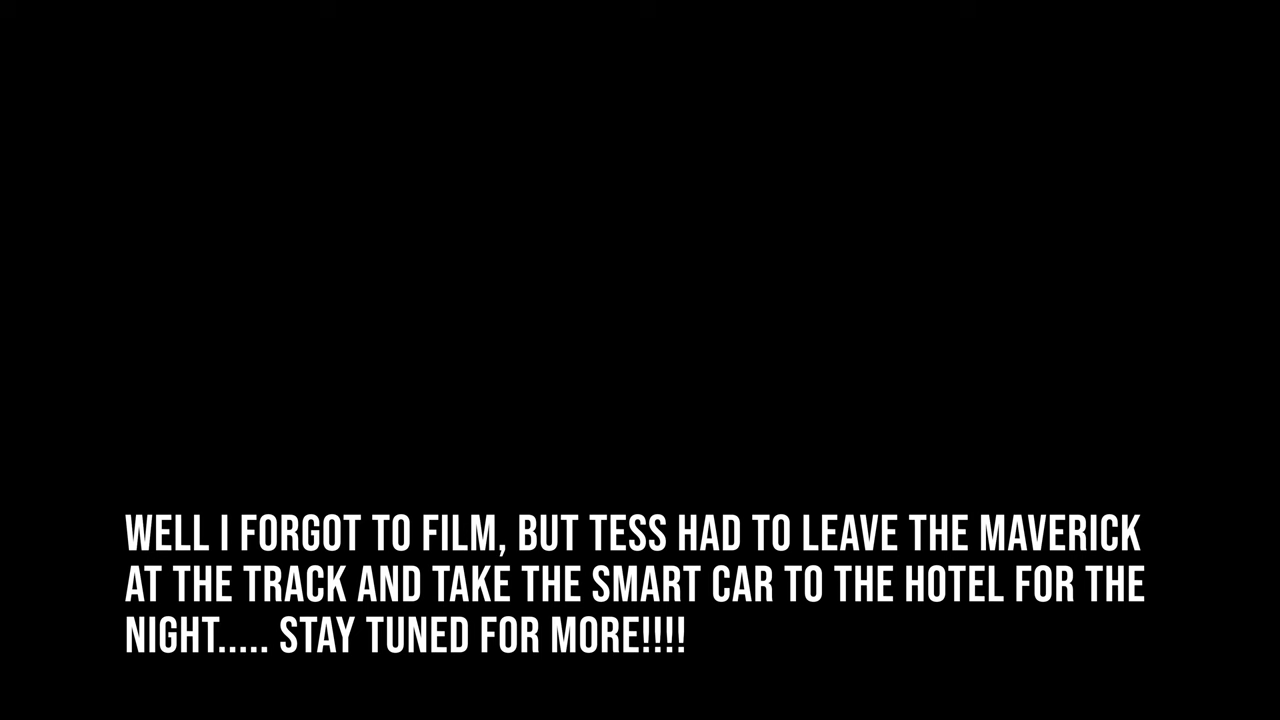 WELL I FORGOT TO FILM, BUT TESS HAD TO LEAVE THE MAVERICK
AT THE TRACK AND TAKE THE SMART CAR TO THE HOTEL FOR THE
NIGHT..... STAY TUNED FOR MORE!!!!